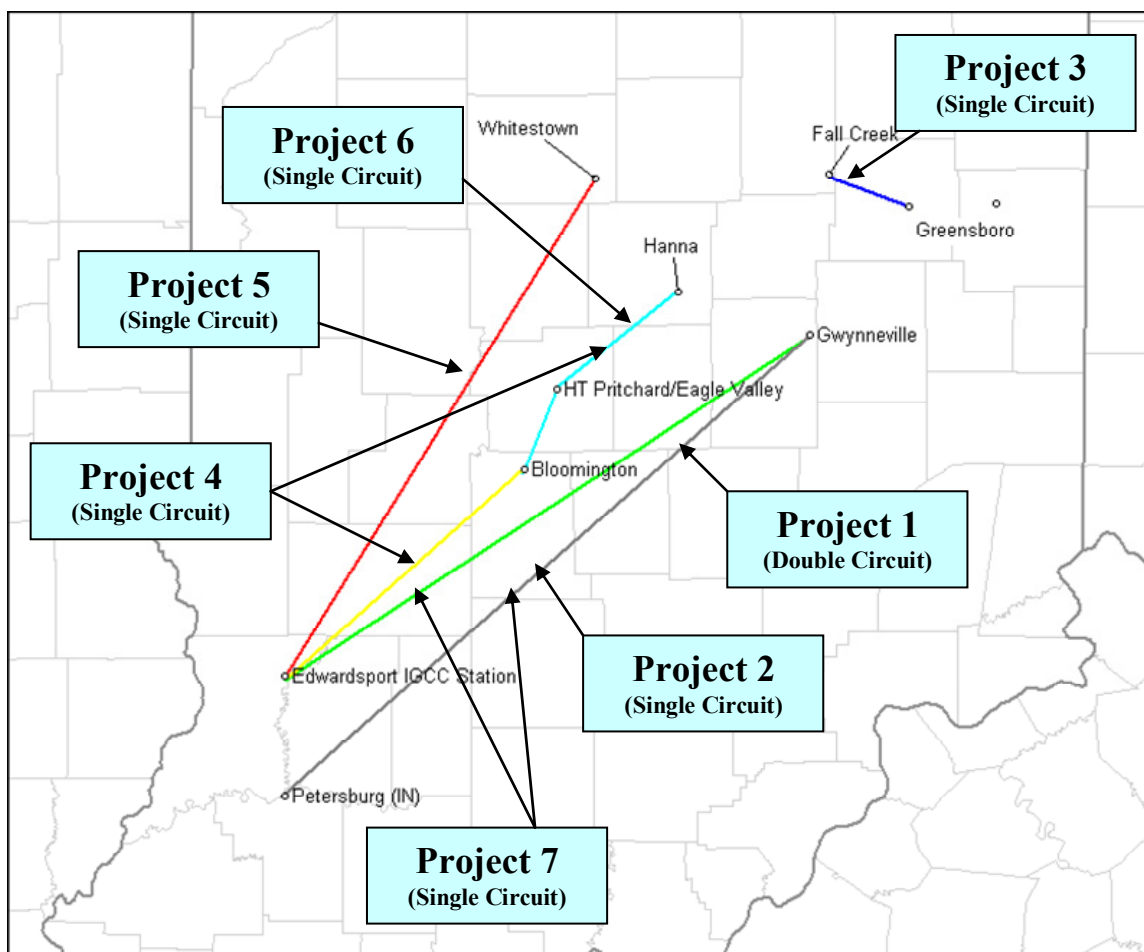 Project 3
(Single Circuit)
Project 6
(Single Circuit)
Whitestown
Fall Creek
Greensboro
Hanna
Project 5
(Single Circuit)
Gwynneville
HT Pritchard/Eagle Valley
Project 4
(Single Circuit)
Bloomington
Project 1
(Double Circuit)
Project 2
(Single Circuit)
Edwardsport IGCC Station
Petersburg (IN)
Project 7
(Single Circuit)